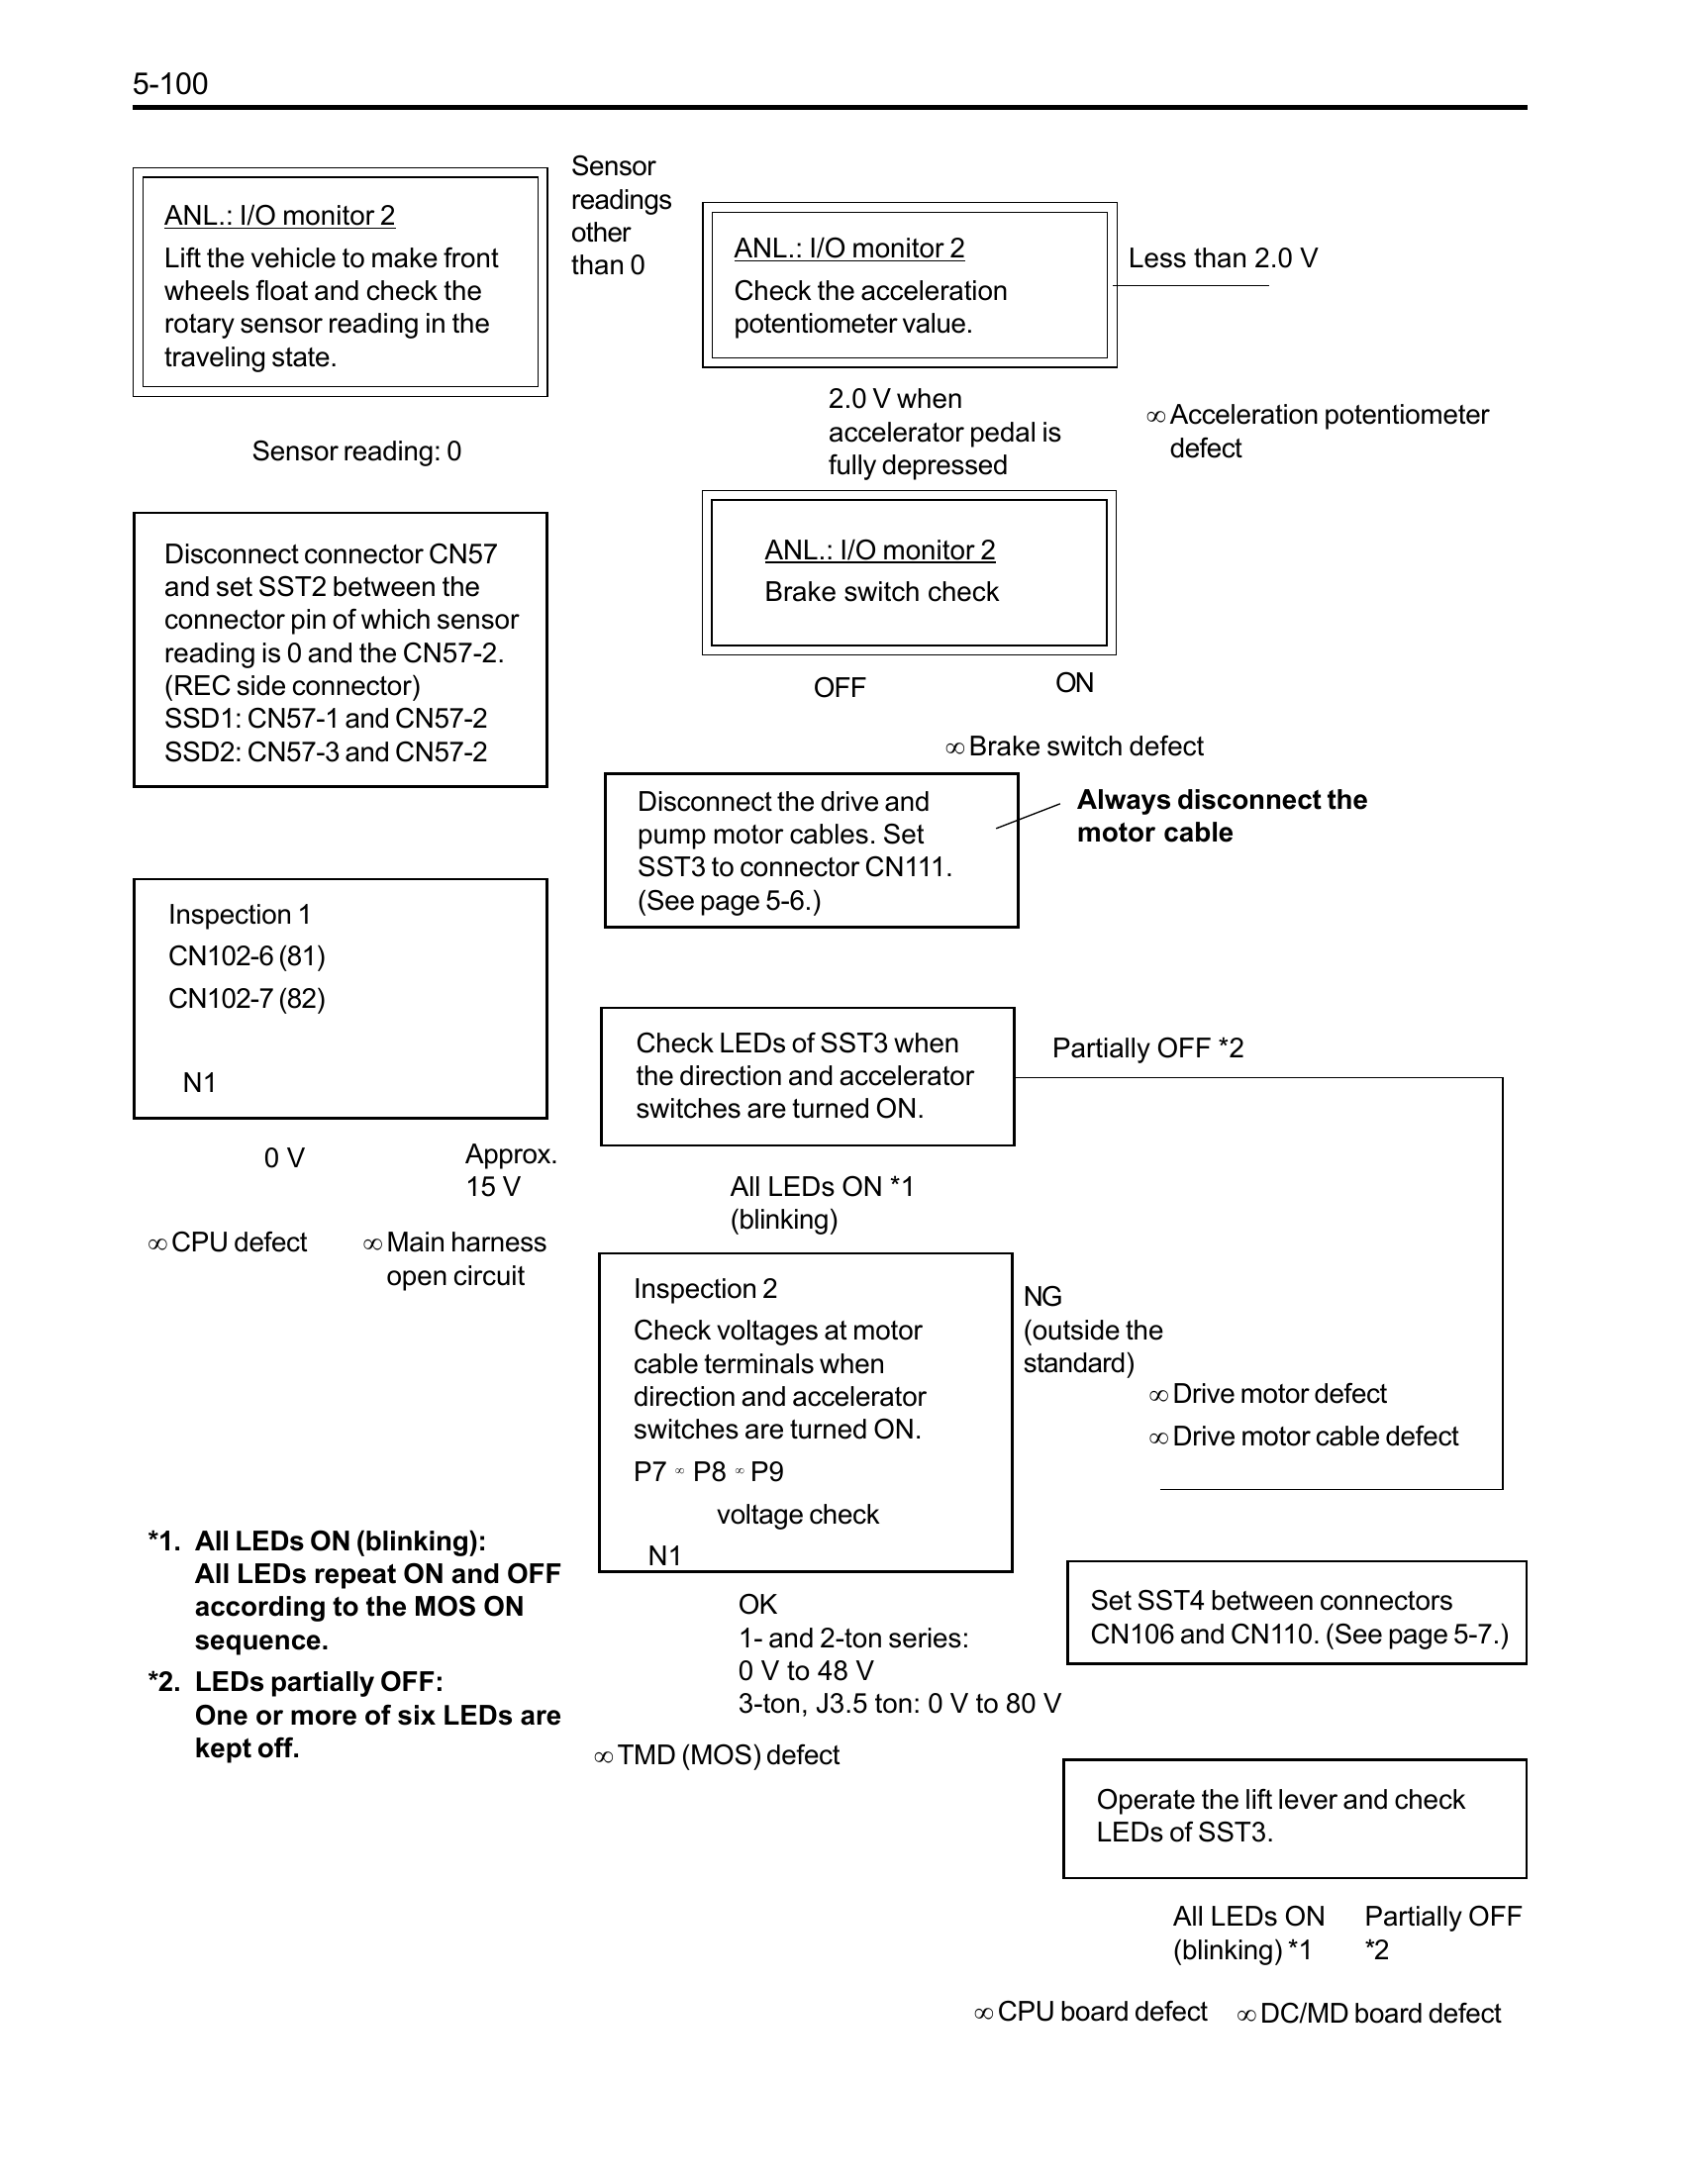 5-100
ANL.: I/O monitor 2
Lift the vehicle to make front
wheels float and check the
rotary sensor reading in the
traveling state.
Sensor
readings
other
than 0
ANL.: I/O monitor 2
Check the acceleration
potentiometer value.
Less than 2.0 V
Sensor reading: 0
2.0 V when
accelerator pedal is
fully depressed
∞ Acceleration potentiometer
defect
Disconnect connector CN57
and set SST2 between the
connector pin of which sensor
reading is 0 and the CN57-2.
(REC side connector)
SSD1: CN57-1 and CN57-2
SSD2: CN57-3 and CN57-2
ANL.: I/O monitor 2
Brake switch check
OFF
ON
∞ Brake switch defect
Disconnect the drive and
pump motor cables. Set
SST3 to connector CN111.
(See page 5-6.)
Always disconnect the
motor cable
Inspection 1
CN102-6 (81)
CN102-7 (82)
N1
Check LEDs of SST3 when
the direction and accelerator
switches are turned ON.
Partially OFF *2
0 V
Approx.
15 V
∞ CPU defect
∞ Main harness
open circuit
All LEDs ON *1
(blinking)
Inspection 2
Check voltages at motor
cable terminals when
direction and accelerator
switches are turned ON.
P7 ∞ P8 ∞ P9
voltage check
N1
NG
(outside the
standard)
∞ Drive motor defect
∞ Drive motor cable defect
*1. All LEDs ON (blinking):
All LEDs repeat ON and OFF
according to the MOS ON
sequence.
*2. LEDs partially OFF:
One or more of six LEDs are
kept off.
OK
1- and 2-ton series:
0 V to 48 V
3-ton, J3.5 ton: 0 V to 80 V
∞ TMD (MOS) defect
Set SST4 between connectors
CN106 and CN110. (See page 5-7.)
Operate the lift lever and check
LEDs of SST3.
All LEDs ON
(blinking) *1
Partially OFF
*2
∞ CPU board defect
∞ DC/MD board defect